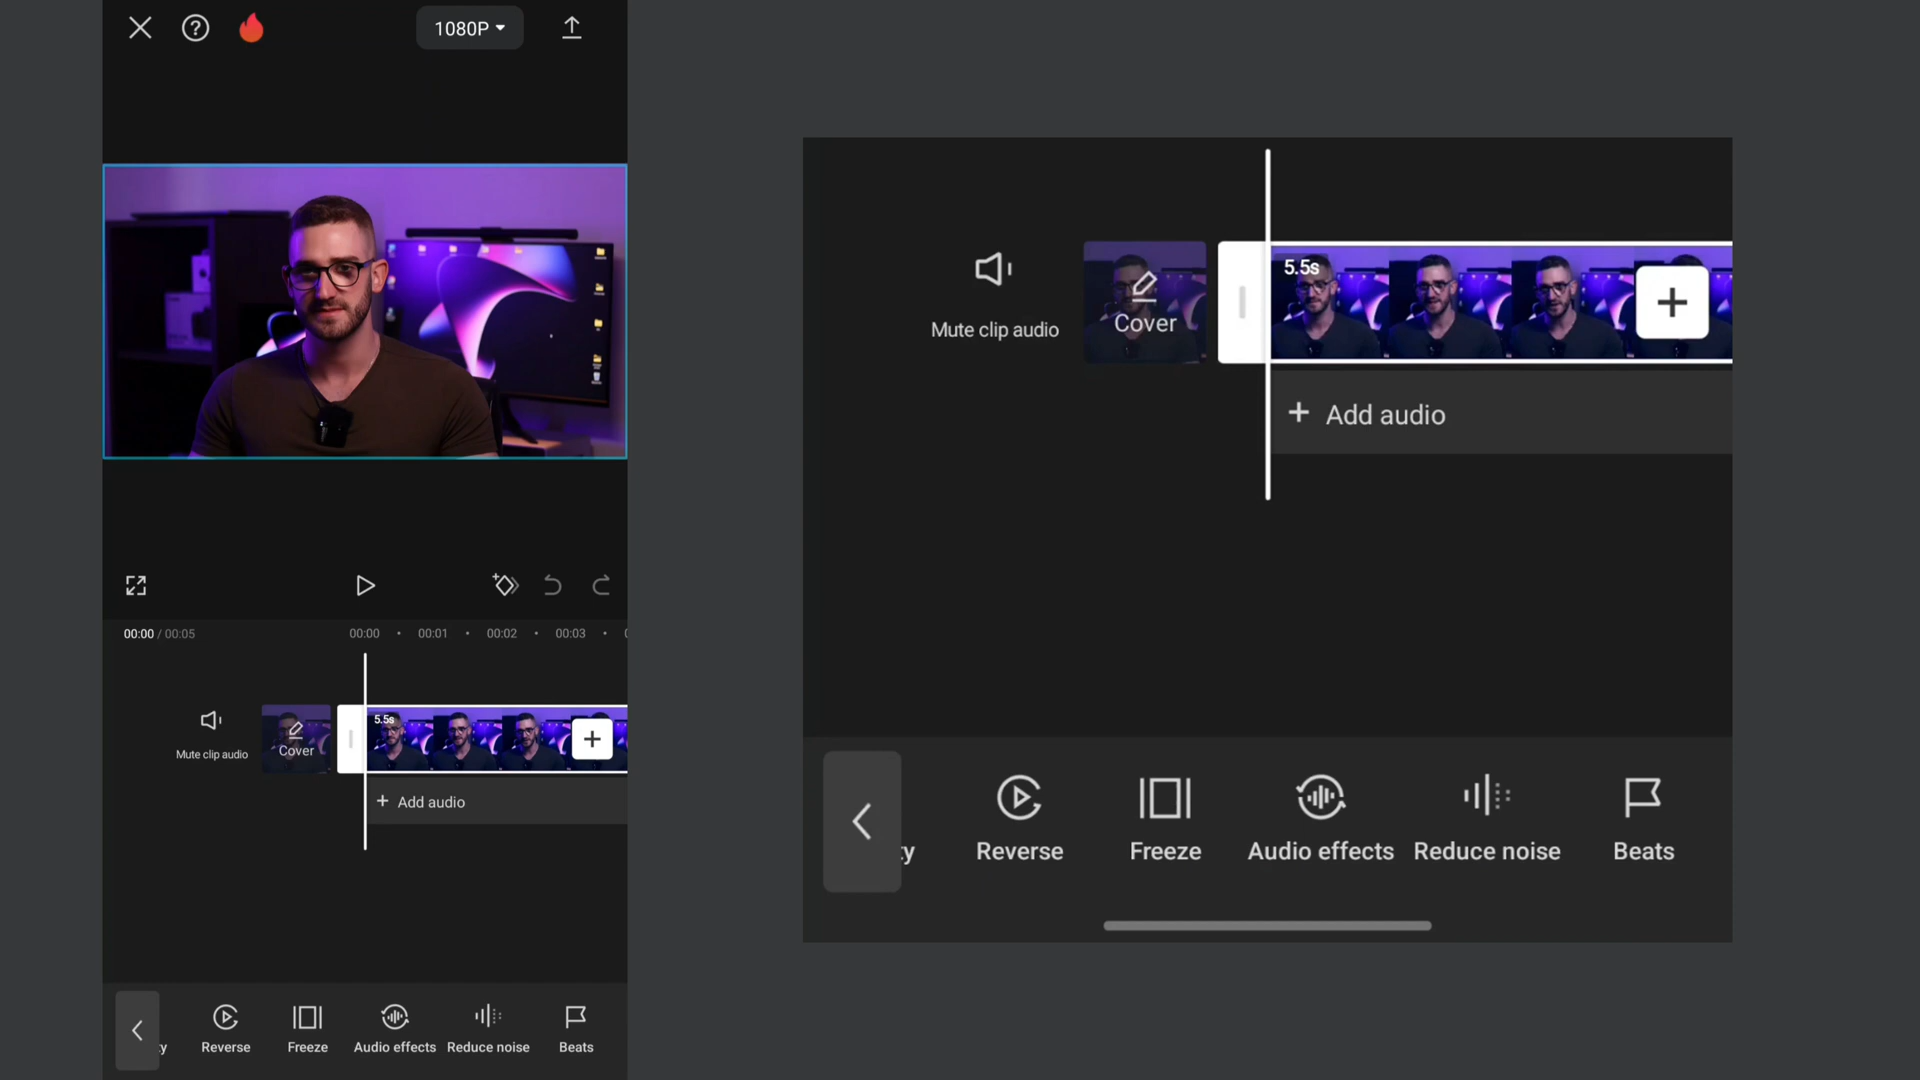 1080P
00:00 / 00:05
00:00 00:01 00:02 00:03
Mute clip audio
Cover
5.5s
+ Add audio
ty
Reverse
Freeze
Audio effects
Reduce noise
Beats
Mute clip audio
Cover
5.5s
+ Add audio
ty
Reverse
Freeze
Audio effects
Reduce noise
Beats